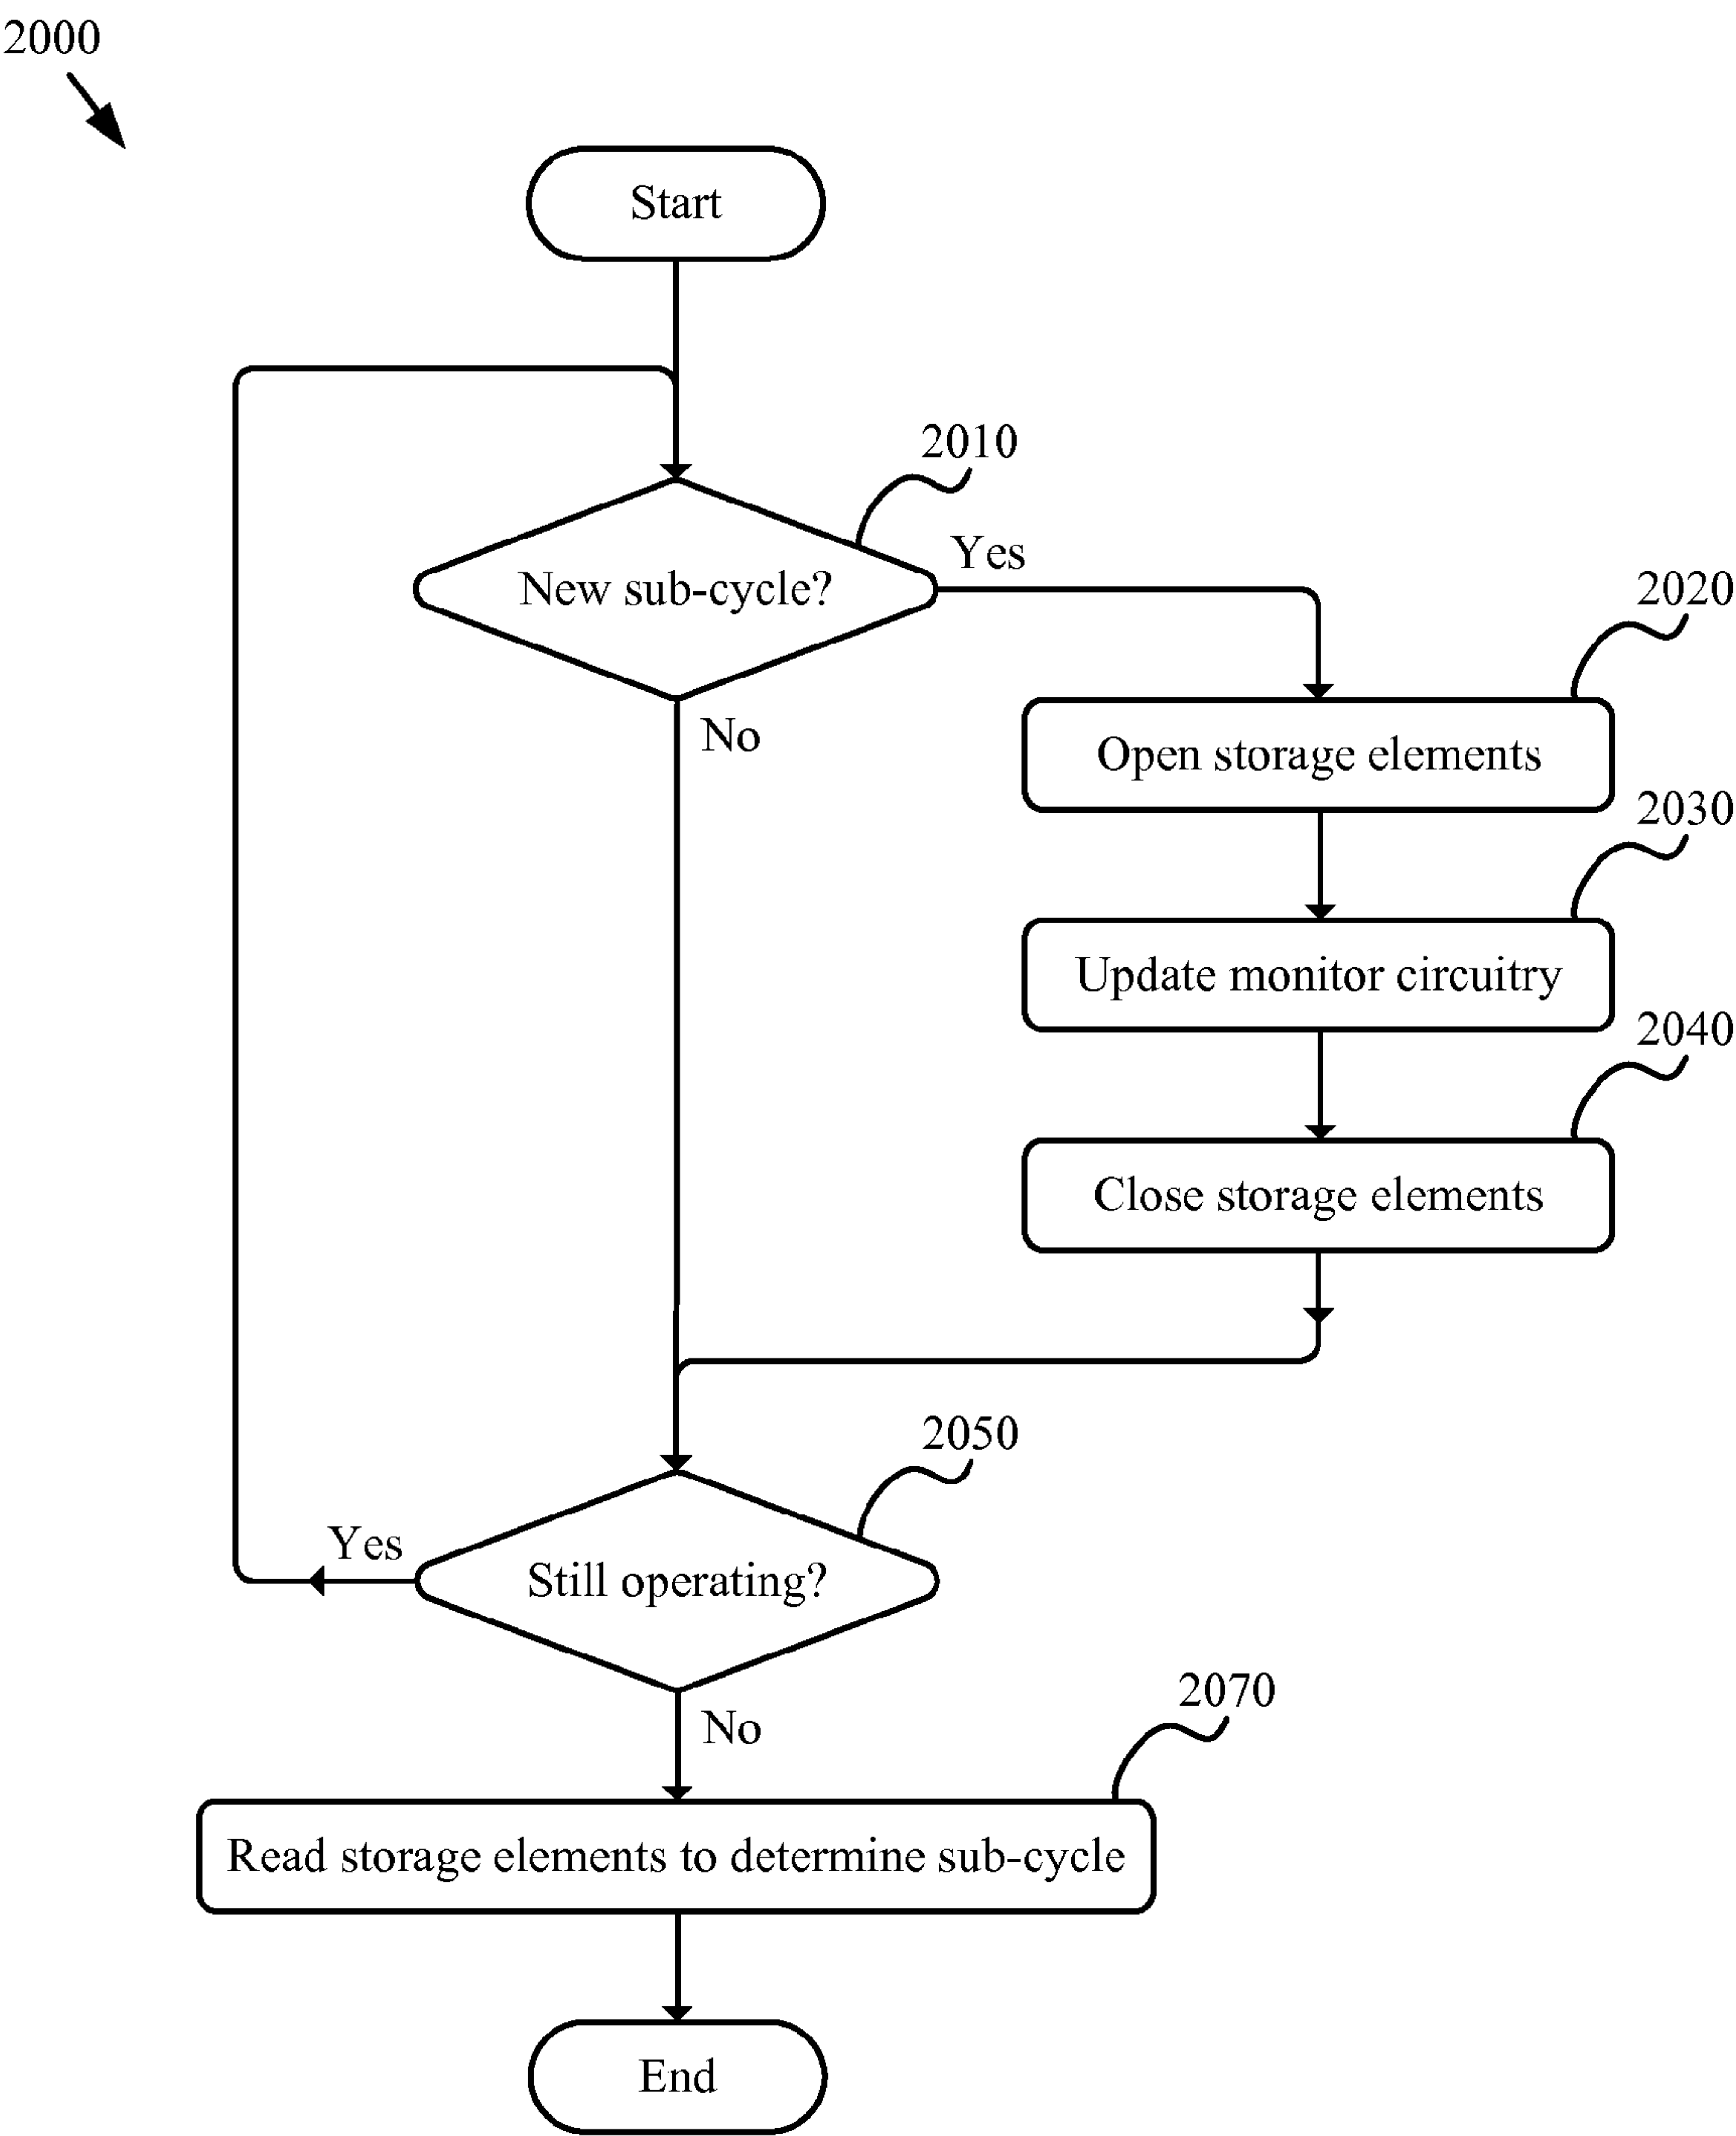 2000
Start
2010
New sub-cycle?
Yes
No
2020
Open storage elements
2030
Update monitor circuitry
2040
Close storage elements
2050
Still operating?
Yes
No
2070
Read storage elements to determine sub-cycle
End